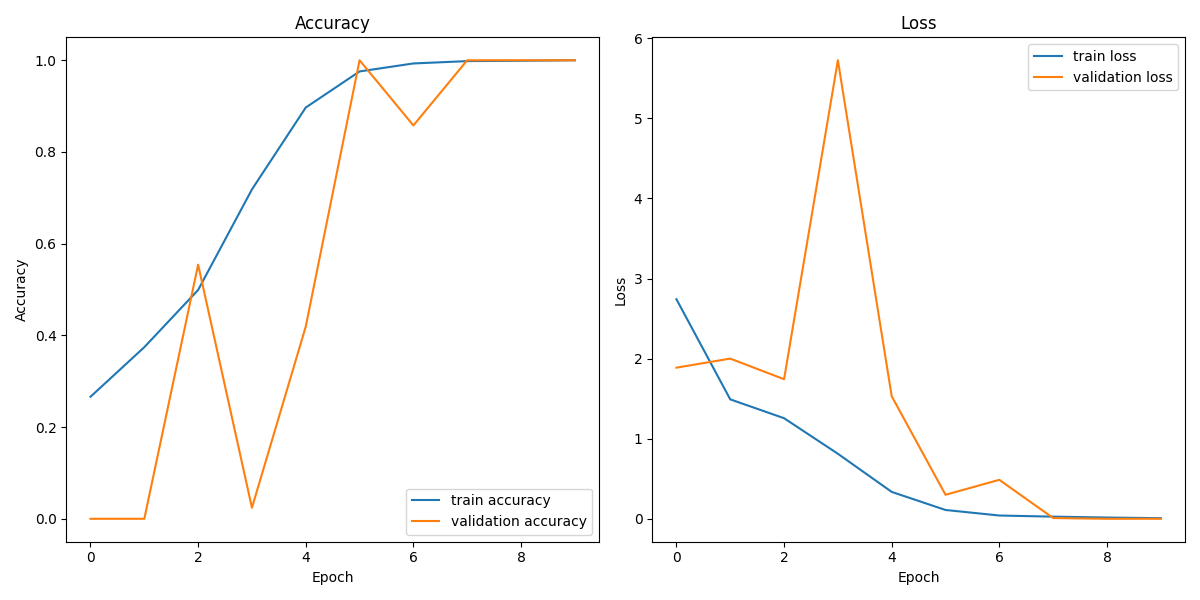 Accuracy
1.0
0.8
0.6
0.4
0.2
0.0
Accuracy
0 2 4 6 8
Epoch
train accuracy
validation accuracy
Loss
6
5
4
3
2
1
0
Loss
0 2 4 6 8
Epoch
train loss
validation loss